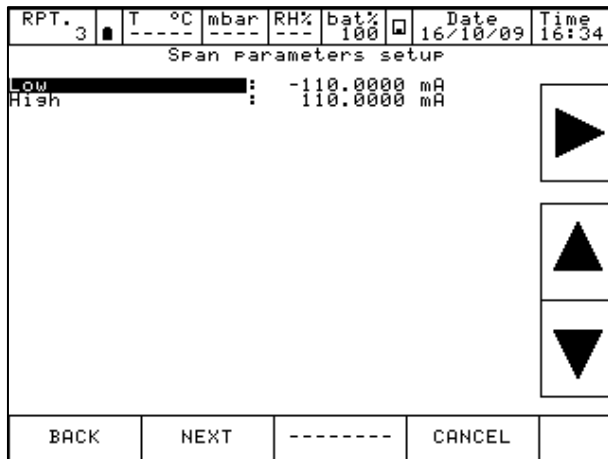 RPT. T °C mbar RH% bat% Date Time
3 ----- ---- --- 100 16/10/09 16:34
Span parameters setup
Low : -110.0000 mA
High : 110.0000 mA
BACK NEXT -------- CANCEL